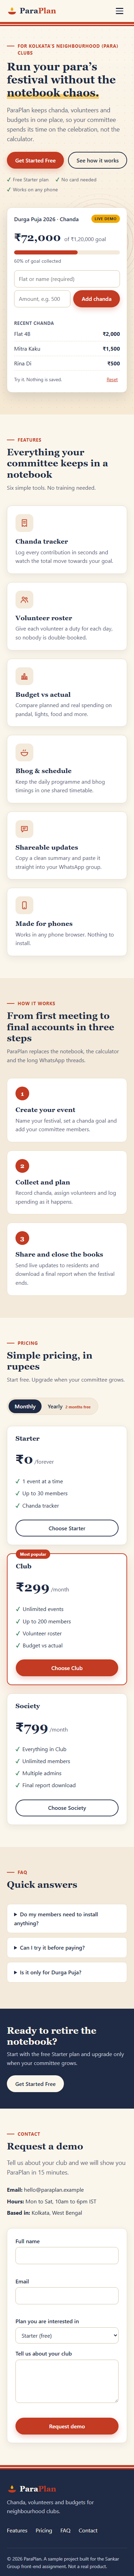 ParaPlan
FOR KOLKATA'S NEIGHBOURHOOD (PARA)
CLUBS
Run your para's
festival without the
notebook chaos.
ParaPlan keeps chanda, volunteers and
budgets in one place, so your committee
spends its time on the celebration, not the
calculator.
Get Started Free
See how it works
✓ Free Starter plan ✓ No card needed
✓ Works on any phone
Durga Puja 2026 · Chanda
LIVE DEMO
₹72,000 of ₹1,20,000 goal
60% of goal collected
Flat or name (required)
Amount, e.g. 500
Add chanda
RECENT CHANDA
Flat 4B ₹2,000
Mitra Kaku ₹1,500
Rina Di ₹500
Try it. Nothing is saved.
Reset
FEATURES
Everything your
committee keeps in a
notebook
Six simple tools. No training needed.
Chanda tracker
Log every contribution in seconds and
watch the total move towards your goal.
Volunteer roster
Give each volunteer a duty for each day,
so nobody is double-booked.
Budget vs actual
Compare planned and real spending on
pandal, lights, food and more.
Bhog & schedule
Keep the daily programme and bhog
timings in one shared timetable.
Shareable updates
Copy a clean summary and paste it
straight into your WhatsApp group.
Made for phones
Works in any phone browser. Nothing to
install.
HOW IT WORKS
From first meeting to
final accounts in three
steps
ParaPlan replaces the notebook, the calculator
and the long WhatsApp threads.
1
Create your event
Name your festival, set a chanda goal and
add your committee members.
2
Collect and plan
Record chanda, assign volunteers and log
spending as it happens.
3
Share and close the books
Send live updates to residents and
download a final report when the festival
ends.
PRICING
Simple pricing, in
rupees
Start free. Upgrade when your committee grows.
Monthly
Yearly 2 months free
Starter
₹0 /forever
✓ 1 event at a time
✓ Up to 30 members
✓ Chanda tracker
Choose Starter
Most popular
Club
₹299 /month
✓ Unlimited events
✓ Up to 200 members
✓ Volunteer roster
✓ Budget vs actual
Choose Club
Society
₹799 /month
✓ Everything in Club
✓ Unlimited members
✓ Multiple admins
✓ Final report download
Choose Society
FAQ
Quick answers
Do my members need to install
anything?
Can I try it before paying?
Is it only for Durga Puja?
Ready to retire the
notebook?
Start with the free Starter plan and upgrade only
when your committee grows.
Get Started Free
CONTACT
Request a demo
Tell us about your club and we will show you
ParaPlan in 15 minutes.
Email: hello@paraplan.example
Hours: Mon to Sat, 10am to 6pm IST
Based in: Kolkata, West Bengal
Full name
Email
Plan you are interested in
Starter (free)
Tell us about your club
Request demo
ParaPlan
Chanda, volunteers and budgets for
neighbourhood clubs.
Features Pricing FAQ Contact
© 2026 ParaPlan. A sample project built for the Sankar
Group front-end assignment. Not a real product.